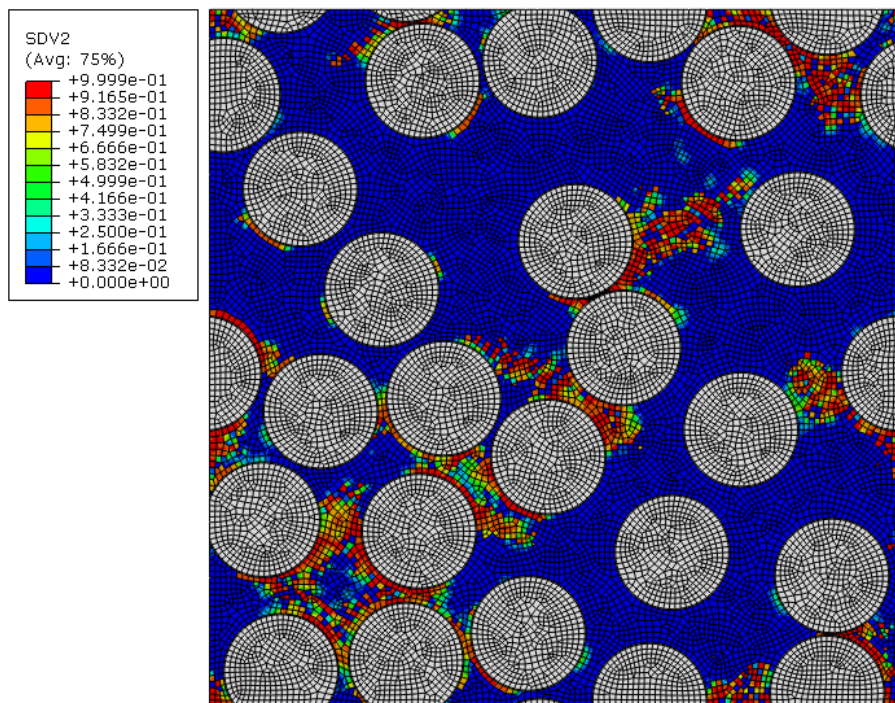 SDV2
(Avg: 75%)
+9.999e-01
+9.165e-01
+8.332e-01
+7.499e-01
+6.666e-01
+5.832e-01
+4.999e-01
+4.166e-01
+3.333e-01
+2.500e-01
+1.666e-01
+8.332e-02
+0.000e+00